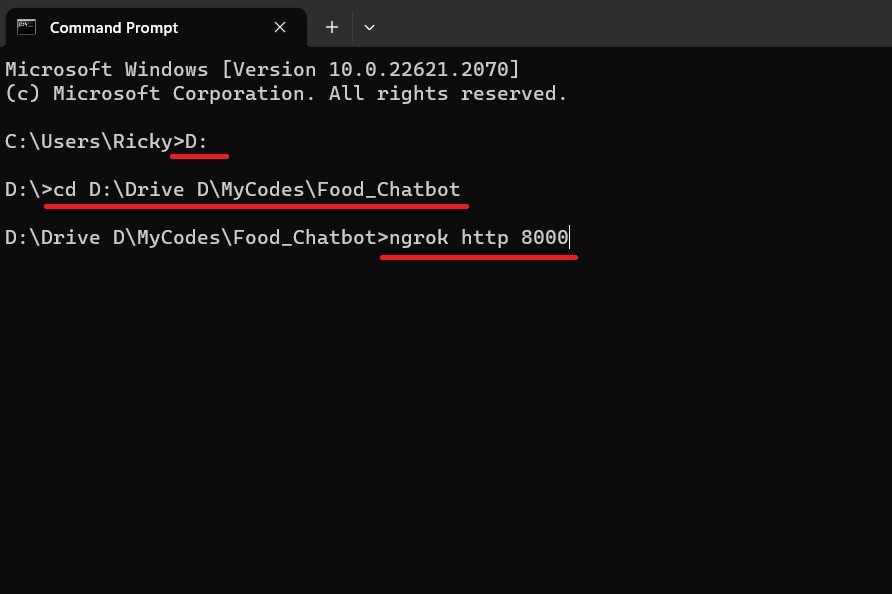 Command Prompt
Microsoft Windows [Version 10.0.22621.2070]
(c) Microsoft Corporation. All rights reserved.
C:\Users\Ricky>D:
D:\>cd D:\Drive D\MyCodes\Food_Chatbot
D:\Drive D\MyCodes\Food_Chatbot>ngrok http 8000